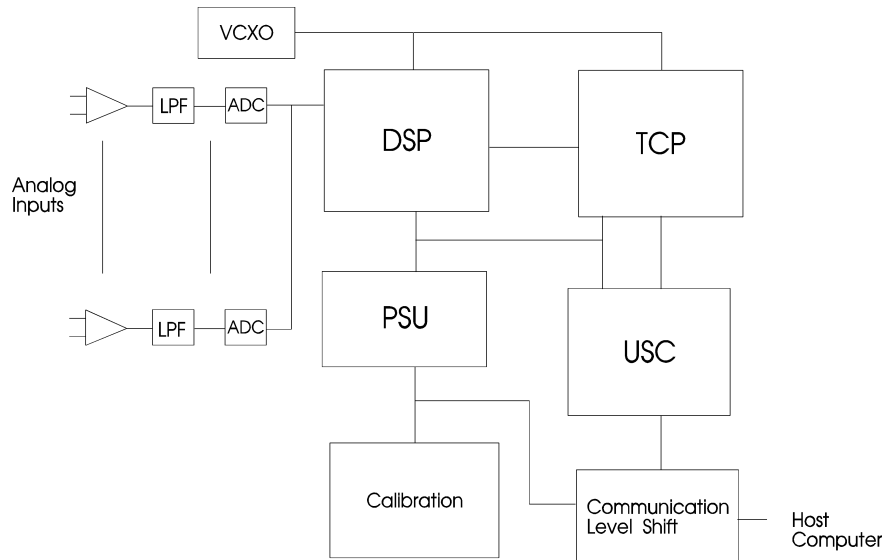 VCXO
LPF
ADC
DSP
TCP
Analog
Inputs
LPF
ADC
PSU
USC
Calibration
Communication
Level Shift
Host
Computer